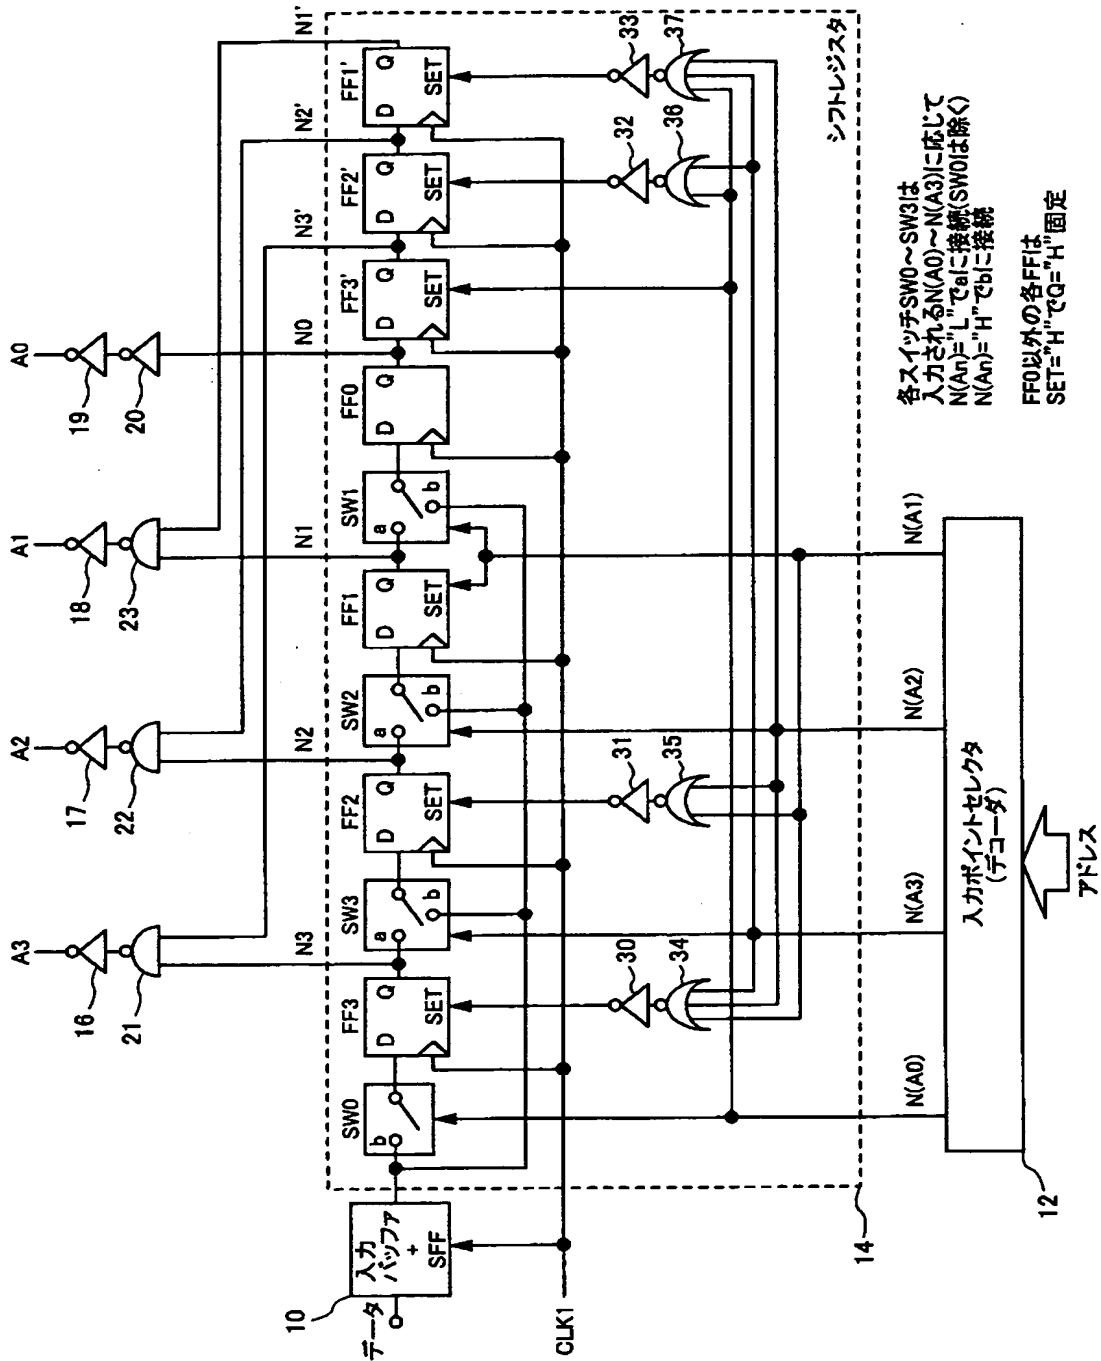 A3
A2
A1
A0
16
17
18
19
21
22
23
20
N3
N2
N1
N0
N3'
N2'
N1'
SW0
FF3
SW3
FF2
SW2
FF1
SW1
FF0
FF3'
FF2'
FF1'
b
D
Q
SET
a
b
D
Q
SET
a
b
D
Q
SET
a
b
D
Q
D
Q
SET
D
Q
SET
D
Q
SET
10
データ
入力
バッファ
+
SFF
CLK1
30
31
32
33
34
35
36
37
シフトレジスタ
14
N(A0)
N(A3)
N(A2)
N(A1)
12
入力ポイントセレクタ
(デコーダ)
アドレス
各スイッチSW0〜SW3は
入力されるN(A0)〜N(A3)に応じて
N(An)="L"でaに接続(SW0は除く)
N(An)="H"でbに接続
FF0以外の各FFは
SET="H"でQ="H"固定